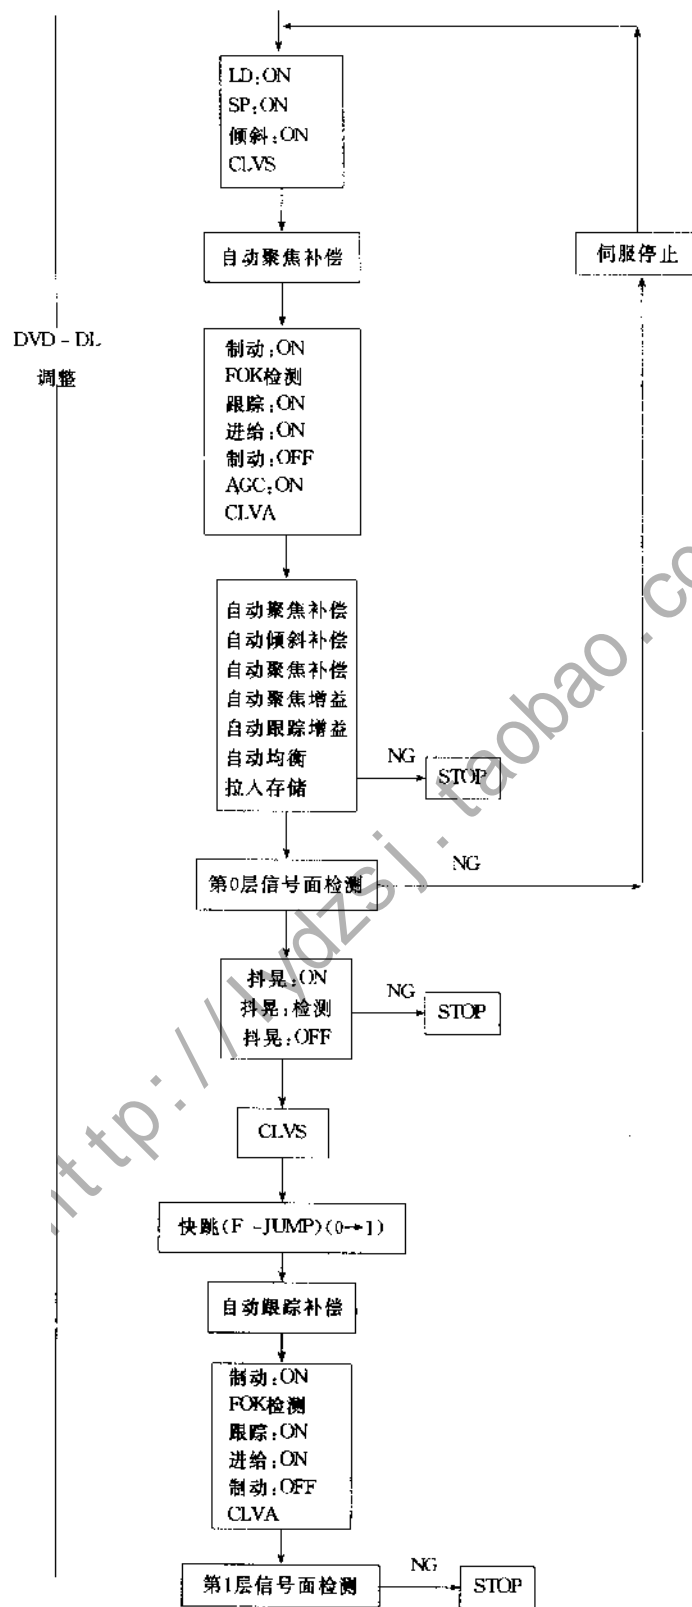 LD:ON
SP:ON
倾斜:ON
CLVS
自动聚焦补偿
伺服停止
DVD-DL
调整
制动:ON
FOK检测
跟踪:ON
进给:ON
制动:OFF
AGC:ON
CLVA
自动聚焦补偿
自动倾斜补偿
自动聚焦补偿
自动聚焦增益
自动跟踪增益
自动均衡
拉入存储
NG
STOP
第0层信号面检测
NG
抖晃:ON
抖晃:检测
抖晃:OFF
NG
STOP
CLVS
快跳(F-JUMP)(0→1)
自动跟踪补偿
制动:ON
FOK检测
跟踪:ON
进给:ON
制动:OFF
CLVA
第1层信号面检测
NG
STOP
http://lydzsj.taobao.co